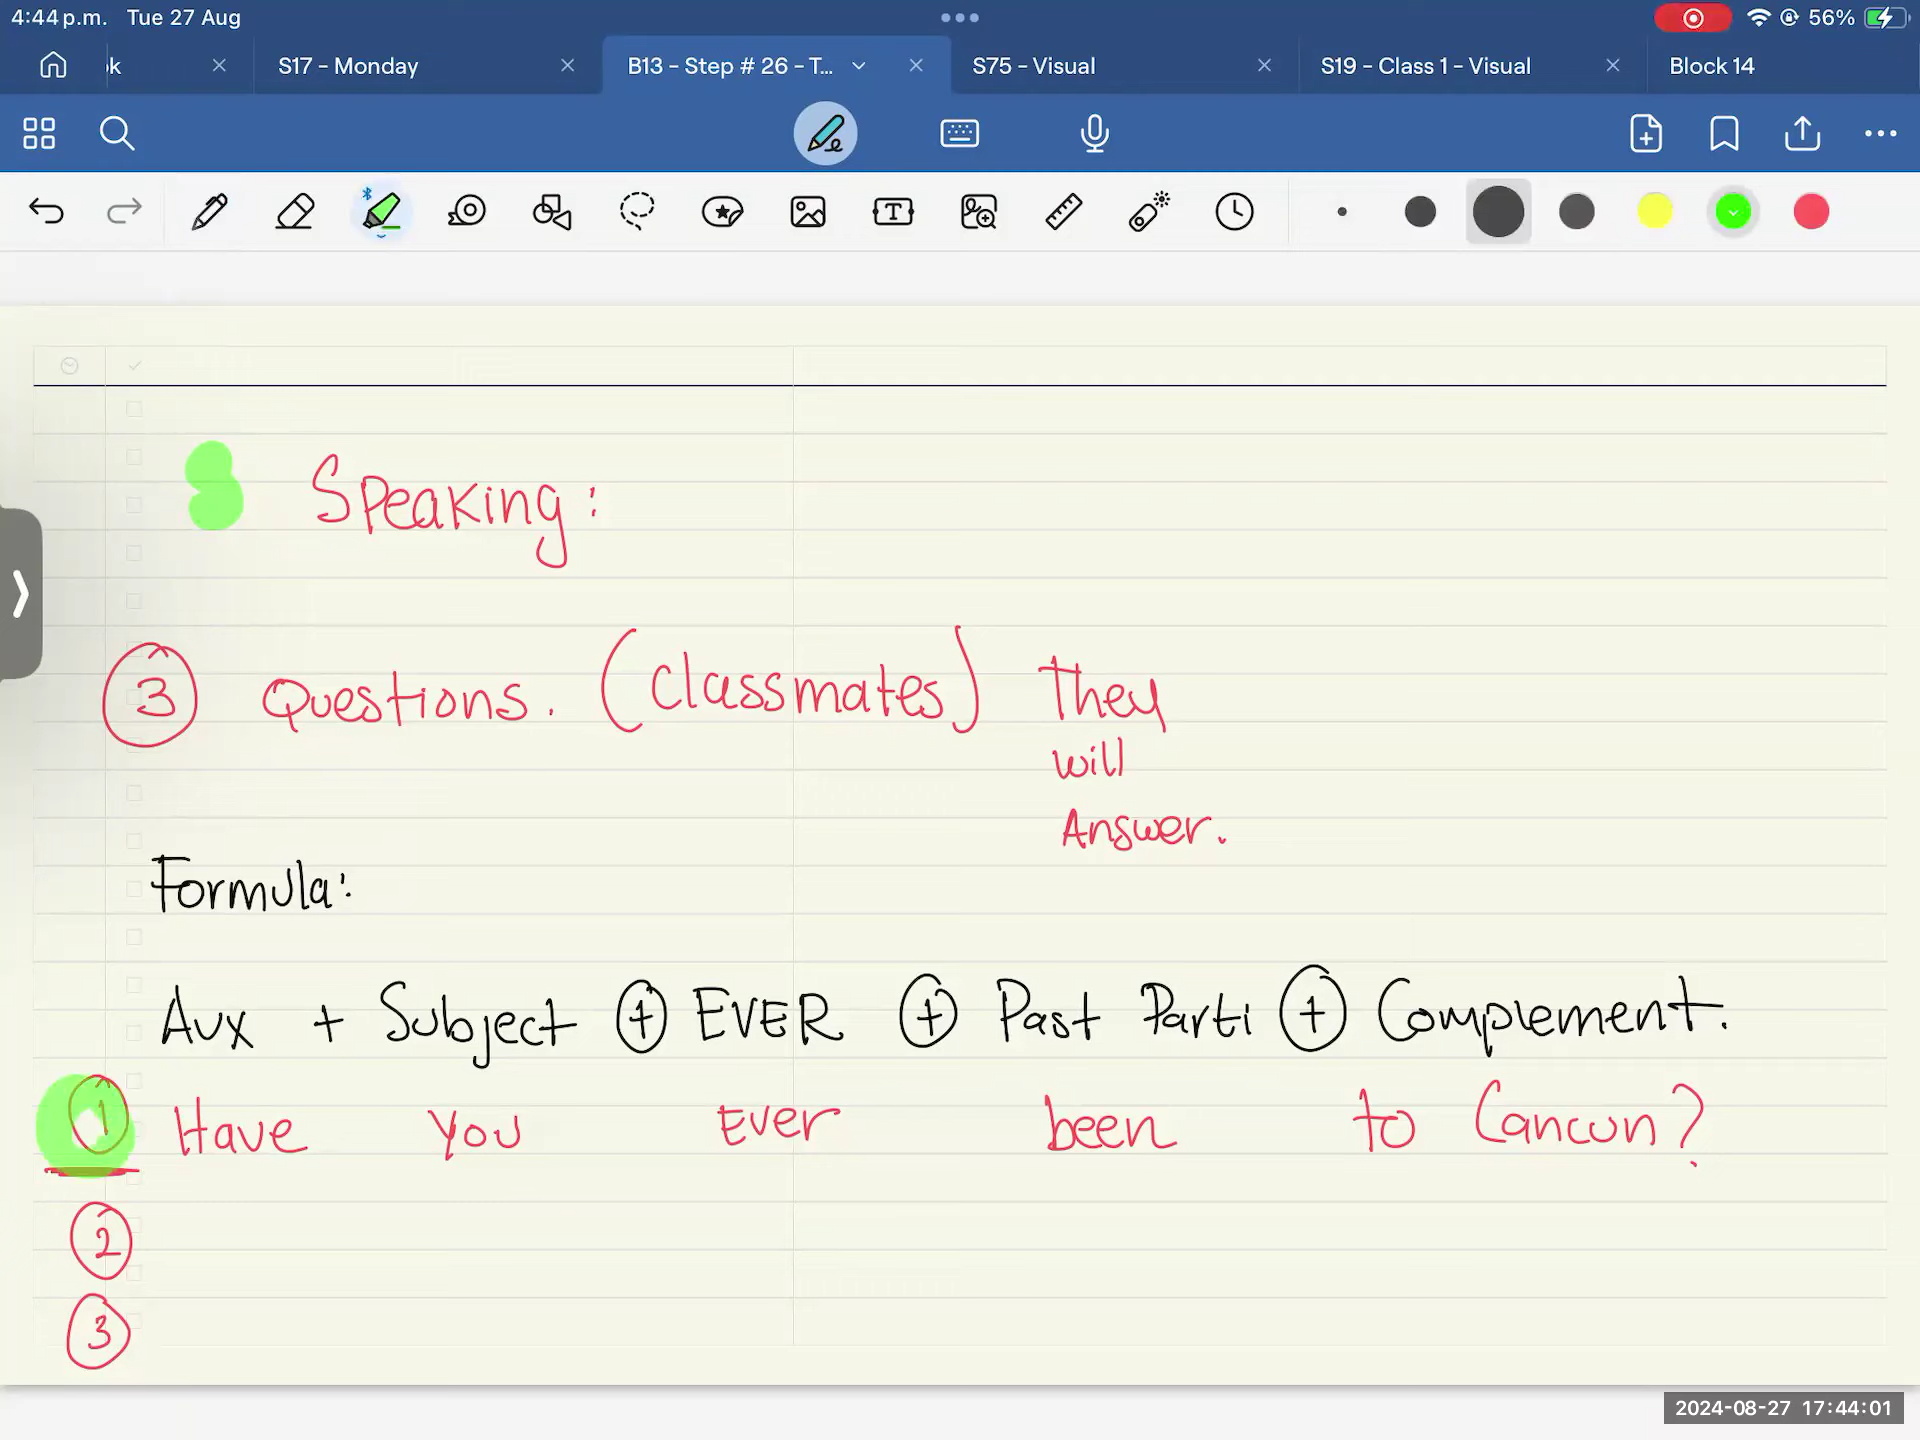 4:44 p.m. Tue 27 Aug 56%
k S17 - Monday B13 - Step # 26 - T... S75 - Visual S19 - Class 1 - Visual Block 14
Speaking:
3 Questions. (Classmates) They
will
Answer.
Formula:
Aux + Subject + EVER + Past Parti + Complement.
1 Have you Ever been to Cancun?
2
3
2024-08-27 17:44:01